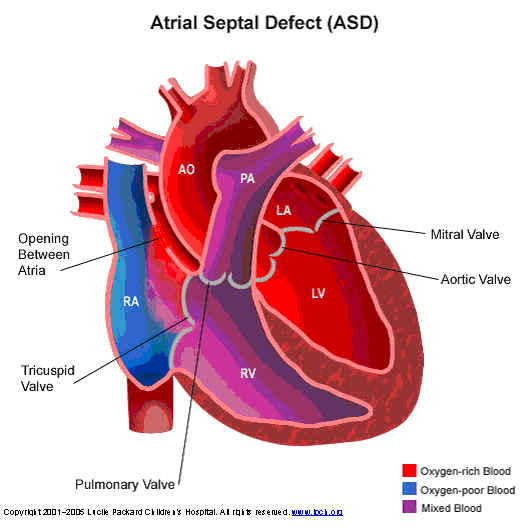 Atrial Septal Defect (ASD)
AO
PA
LA
Mitral Valve
Opening
Between
Atria
Aortic Valve
RA
LV
Tricuspid
Valve
RV
Pulmonary Valve
Oxygen-rich Blood
Oxygen-poor Blood
Mixed Blood
Copyright 2001-2006 Lucile Packard Children's Hospital. All rights reserved. www.lpch.org